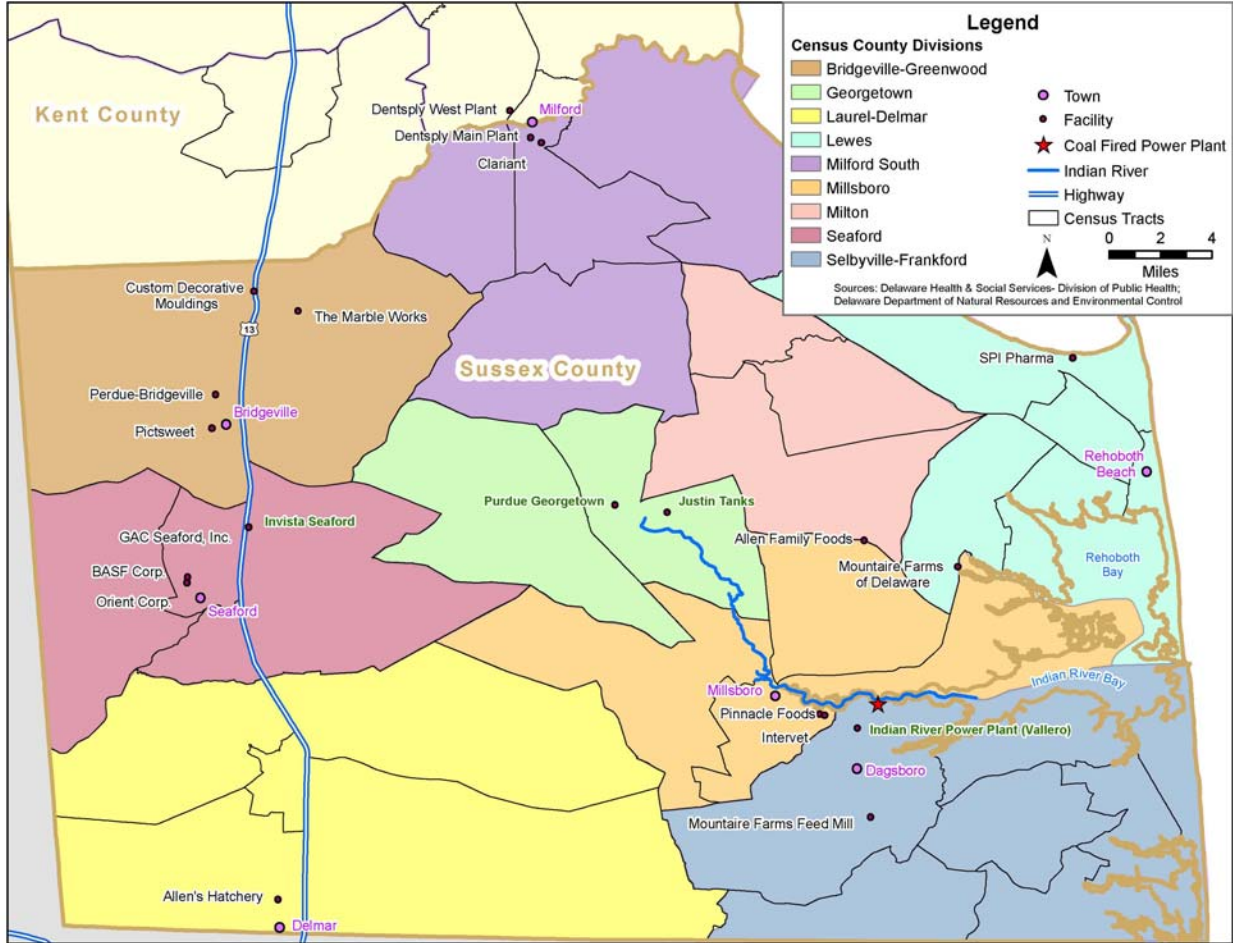 Legend
Census County Divisions
Bridgeville-Greenwood
Georgetown
Laurel-Delmar
Lewes
Milford South
Millsboro
Milton
Seaford
Selbyville-Frankford
Town
Facility
Coal Fired Power Plant
Indian River
Highway
Census Tracts
N
0 2 4
Miles
Sources: Delaware Health & Social Services- Division of Public Health;
Delaware Department of Natural Resources and Environmental Control
Kent County
Dentsply West Plant
Milford
Dentsply Main Plant
Clariant
Custom Decorative
Mouldings
The Marble Works
13
Sussex County
SPI Pharma
Perdue-Bridgeville
Bridgeville
Pictsweet
Rehoboth
Beach
Purdue Georgetown
Justin Tanks
Invista Seaford
GAC Seaford, Inc.
Allen Family Foods
Rehoboth
Bay
Mountaire Farms
of Delaware
BASF Corp.
Orient Corp.
Seaford
Indian River Bay
Millsboro
Pinnacle Foods
Intervet
Indian River Power Plant (Vallero)
Dagsboro
Mountaire Farms Feed Mill
Allen's Hatchery
Delmar